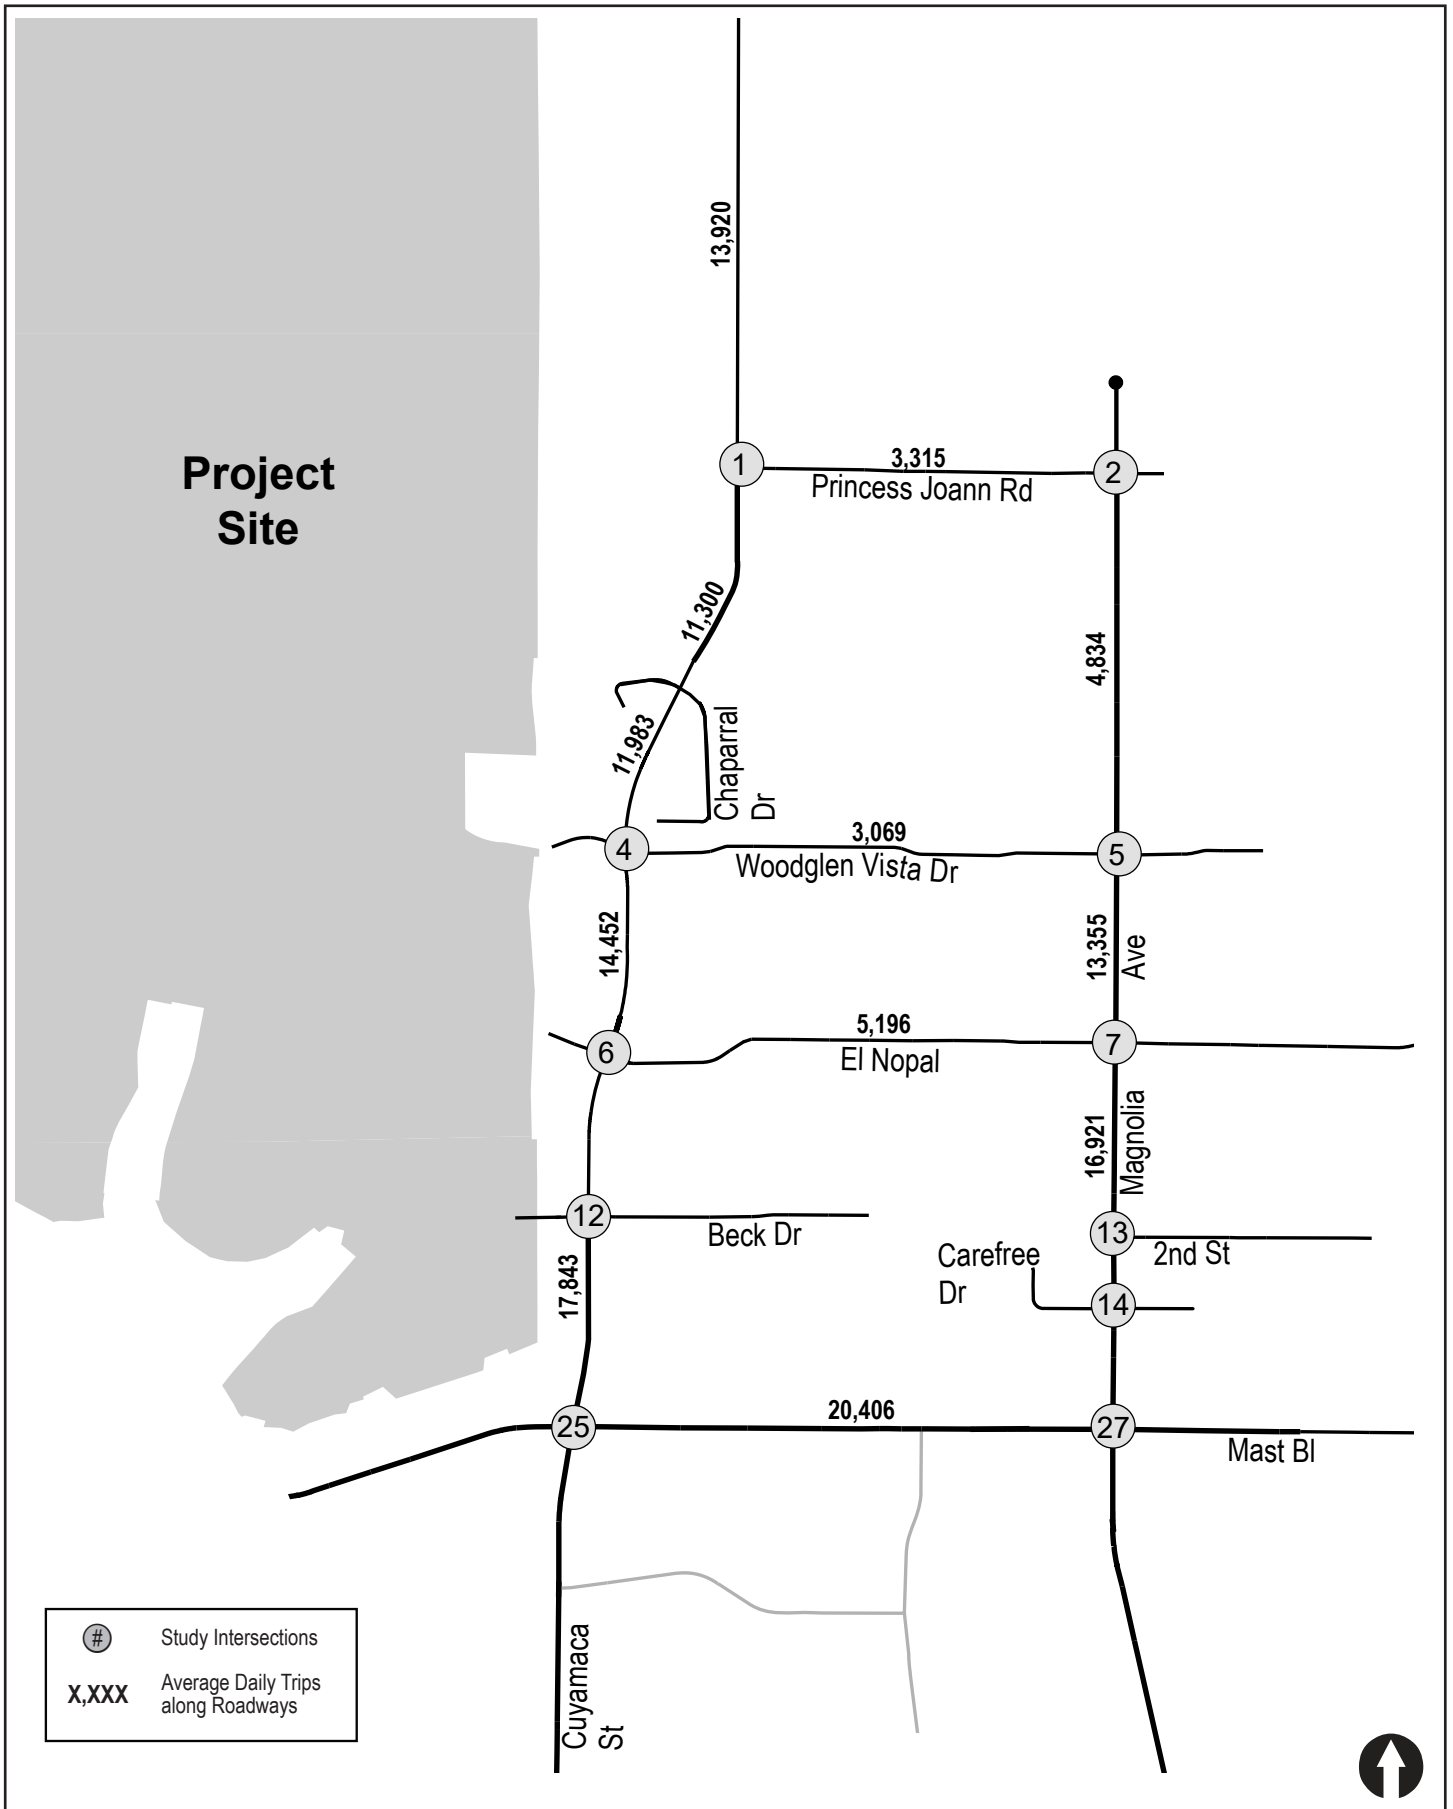 13,920
1
3,315
2
Princess Joann Rd
Project
Site
11,300
4,834
11,983
Chaparral
Dr
4
3,069
5
Woodglen Vista Dr
14,452
13,355
Ave
6
5,196
7
El Nopal
16,921
Magnolia
12
Beck Dr
13
2nd St
Carefree
Dr
17,843
14
25
20,406
27
Mast Bl
# Study Intersections
X,XXX Average Daily Trips
along Roadways
Cuyamaca
St